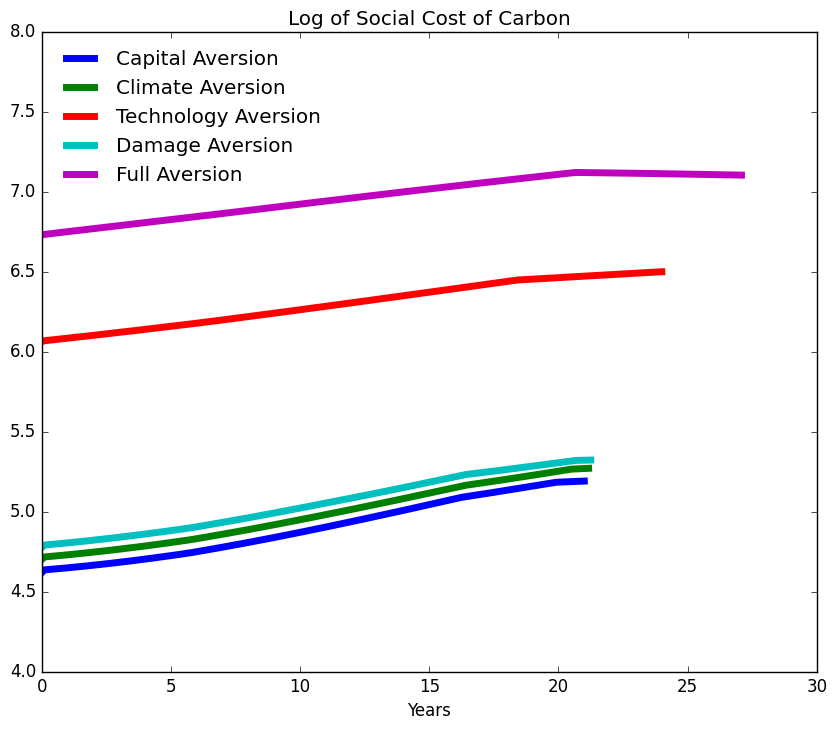 Log of Social Cost of Carbon
8.0
7.5
7.0
6.5
6.0
5.5
5.0
4.5
4.0
Capital Aversion
Climate Aversion
Technology Aversion
Damage Aversion
Full Aversion
0 5 10 15 20 25 30
Years